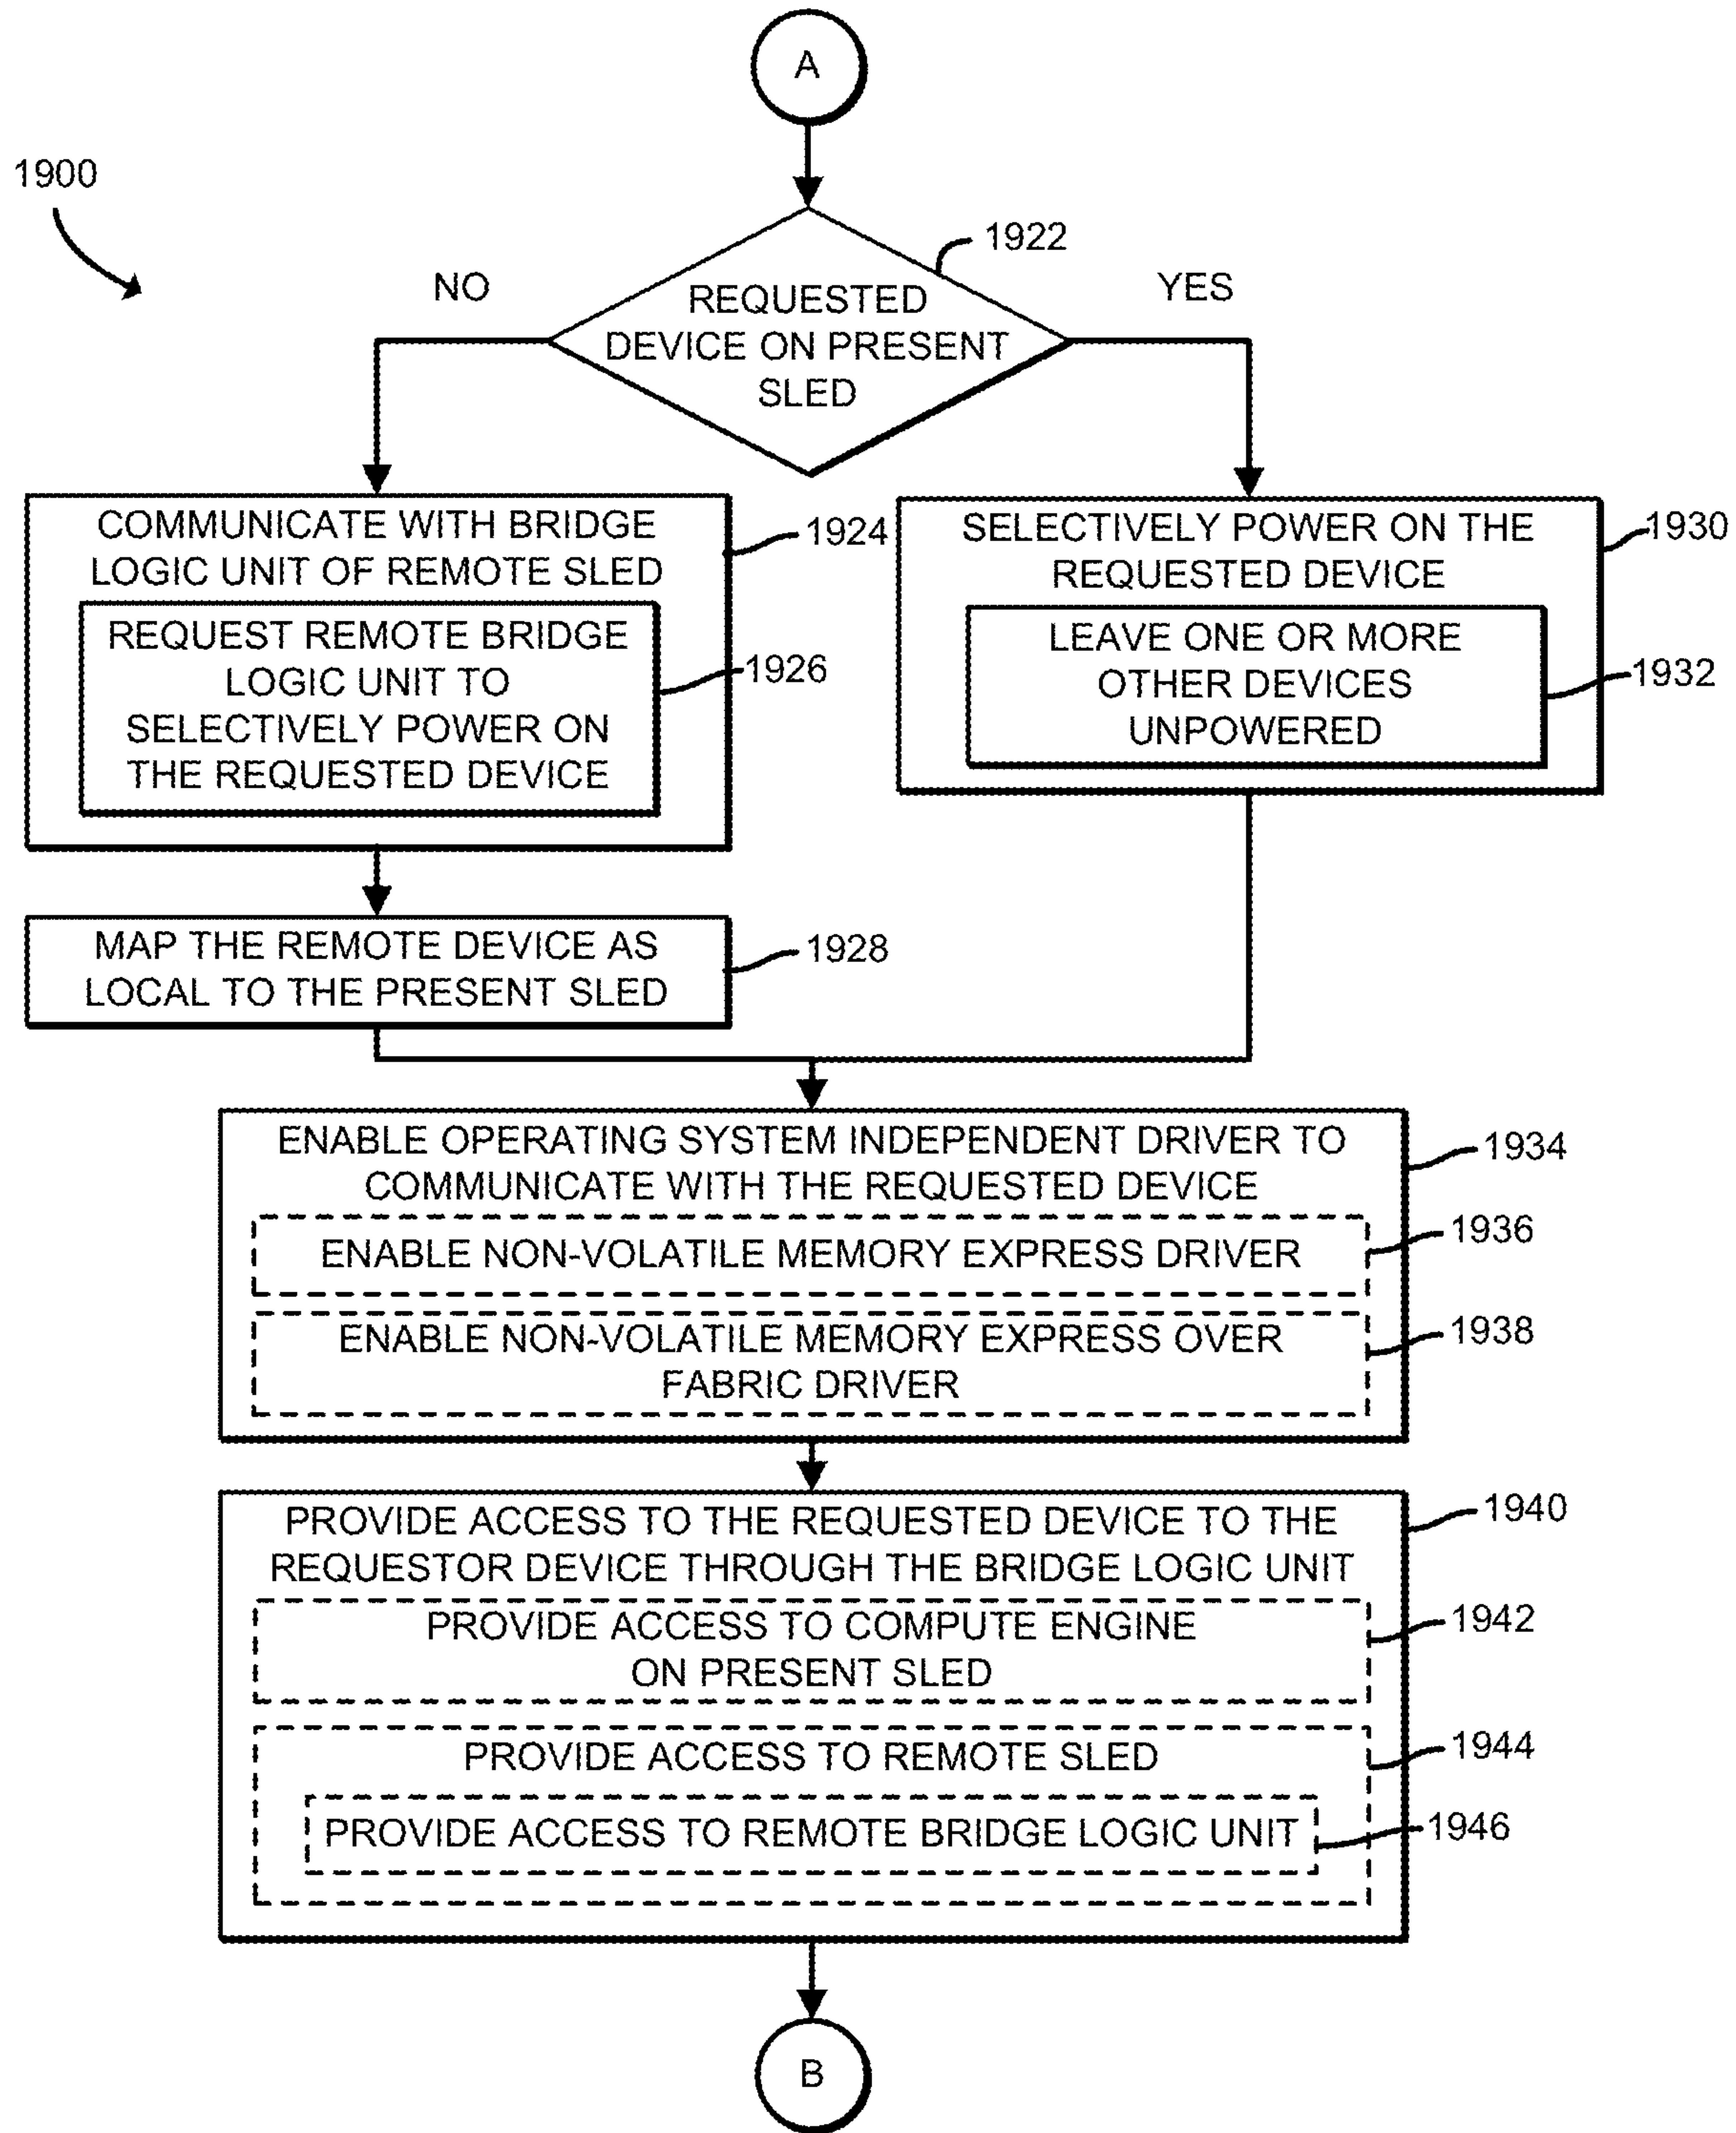 A
1900
1922
NO
YES
REQUESTED
DEVICE ON PRESENT
SLED
COMMUNICATE WITH BRIDGE
LOGIC UNIT OF REMOTE SLED
1924
REQUEST REMOTE BRIDGE
LOGIC UNIT TO
SELECTIVELY POWER ON
THE REQUESTED DEVICE
1926
SELECTIVELY POWER ON THE
REQUESTED DEVICE
1930
LEAVE ONE OR MORE
OTHER DEVICES
UNPOWERED
1932
MAP THE REMOTE DEVICE AS
LOCAL TO THE PRESENT SLED
1928
ENABLE OPERATING SYSTEM INDEPENDENT DRIVER TO
COMMUNICATE WITH THE REQUESTED DEVICE
1934
ENABLE NON-VOLATILE MEMORY EXPRESS DRIVER
1936
ENABLE NON-VOLATILE MEMORY EXPRESS OVER
FABRIC DRIVER
1938
PROVIDE ACCESS TO THE REQUESTED DEVICE TO THE
REQUESTOR DEVICE THROUGH THE BRIDGE LOGIC UNIT
1940
PROVIDE ACCESS TO COMPUTE ENGINE
ON PRESENT SLED
1942
PROVIDE ACCESS TO REMOTE SLED
1944
PROVIDE ACCESS TO REMOTE BRIDGE LOGIC UNIT
1946
B